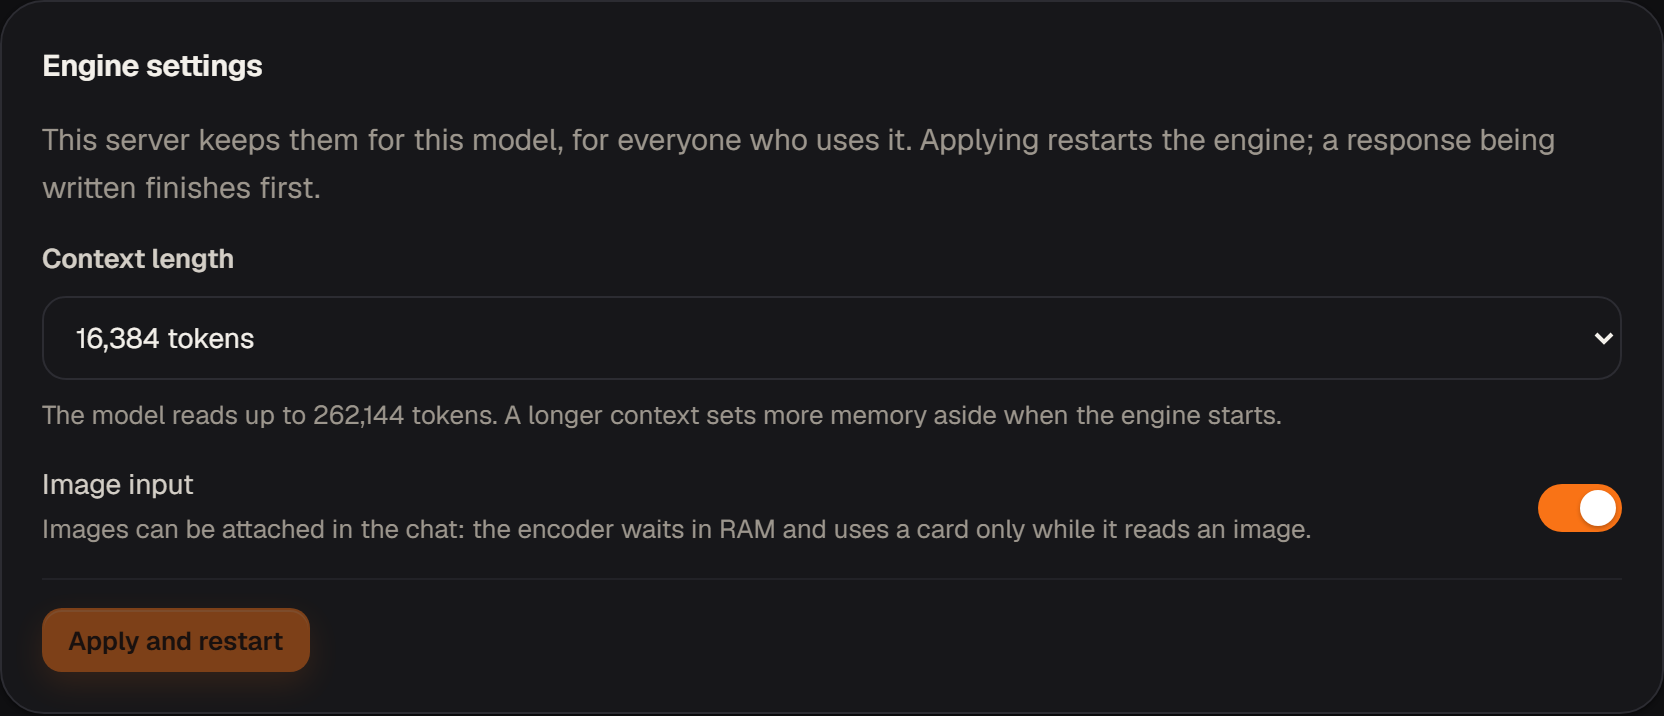 Engine settings
This server keeps them for this model, for everyone who uses it. Applying restarts the engine; a response being
written finishes first.
Context length
16,384 tokens
The model reads up to 262,144 tokens. A longer context sets more memory aside when the engine starts.
Image input
Images can be attached in the chat: the encoder waits in RAM and uses a card only while it reads an image.
Apply and restart